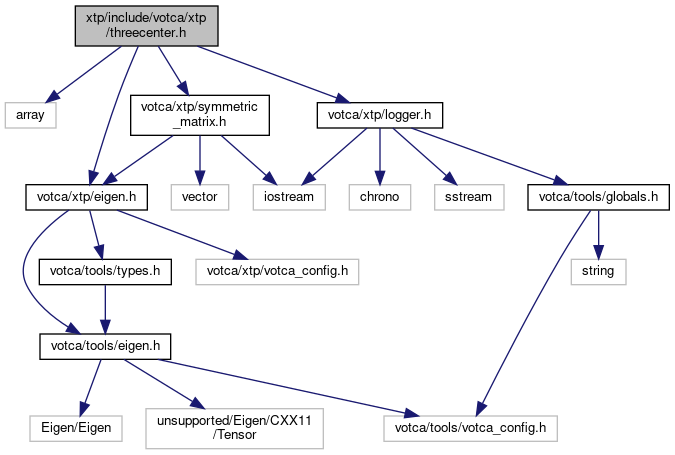 xtp/include/votca/xtp
/threecenter.h
array
votca/xtp/symmetric
_matrix.h
votca/xtp/logger.h
votca/xtp/eigen.h
vector
iostream
chrono
sstream
votca/tools/globals.h
votca/tools/types.h
votca/xtp/votca_config.h
string
votca/tools/eigen.h
Eigen/Eigen
unsupported/Eigen/CXX11
/Tensor
votca/tools/votca_config.h